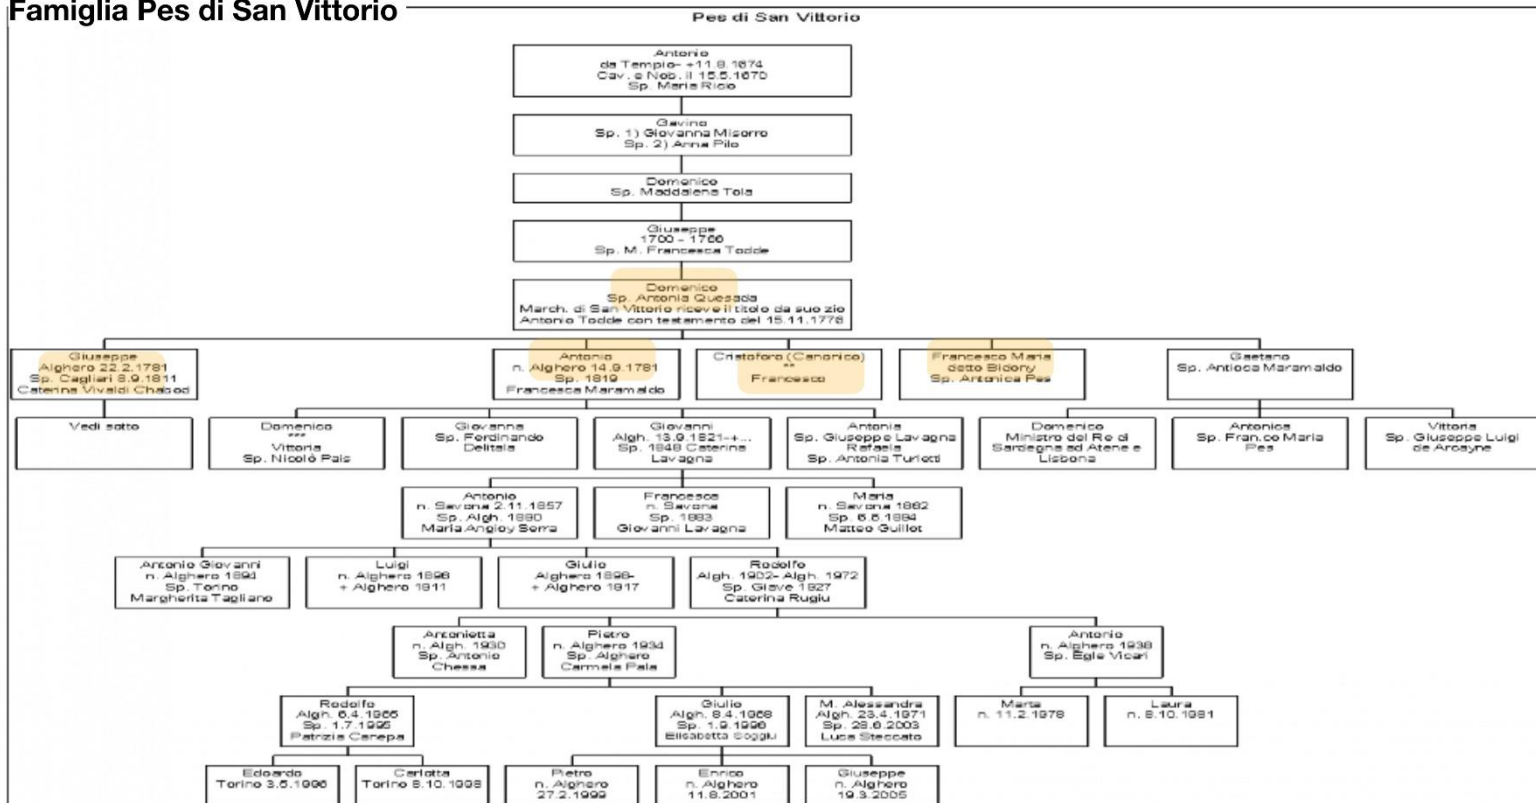 Famiglia Pes di San Vittorio
Pes di San Vittorio
Antonio
da Tempio- +11.8.1674
Cav. e Nob. il 15.5.1670
Sp. Maria Ricio
Gavino
Sp. 1) Giovanna Misorro
Sp. 2) Anna Pilo
Domenico
Sp. Maddalena Tola
Giuseppe
1700 - 1766
Sp. M. Francesca Todde
Domenico
Sp. Antonia Quesada
March. di San Vittorio riceve il titolo da suo zio
Antonio Todde con testamento del 15.11.1776
Giuseppe
Alghero 22.2.1781
Sp. Cagliari 8.9.1811
Caterina Vivaldi Chabod
Antonio
n. Alghero 14.9.1781
Sp. 1819
Francesca Maramaldo
Cristoforo (Canonico)
**
Francesco
Francesco Maria
detto Bidony
Sp. Antonica Pes
Gaetano
Sp. Antioca Maramaldo
Vedi sotto
Domenico
***
Vittoria
Sp. Nicolò Pais
Giovanna
Sp. Ferdinando
Delitala
Giovanni
Algh. 13.9.1821-+...
Sp. 1848 Caterina
Lavagna
Antonia
Sp. Giuseppe Lavagna
Rafaela
Sp. Antonia Turletti
Domenico
Ministro del Re di
Sardegna ad Atene e
Lisbona
Antonica
Sp. Fran.co Maria
Pes
Vittoria
Sp. Giuseppe Luigi
de Arcayne
Antonio
n. Savona 2.11.1857
Sp. Algh. 1890
Maria Angioy Serra
Francesca
n. Savona
Sp. 1883
Giovanni Lavagna
Maria
n. Savona 1862
Sp. 6.5.1884
Matteo Guillot
Antonio Giovanni
n. Alghero 1894
Sp. Torino
Margherita Tagliano
Luigi
n. Alghero 1896
+ Alghero 1911
Giulio
Alghero 1898-
+ Alghero 1917
Rodolfo
Algh. 1902- Algh. 1972
Sp. Giave 1927
Caterina Rugiu
Antonietta
n. Algh. 1930
Sp. Antonio
Chessa
Pietro
n. Alghero 1934
Sp. Alghero
Carmela Pala
Antonio
n. Alghero 1938
Sp. Egle Vicari
Rodolfo
Algh. 6.4.1965
Sp. 1.7.1995
Patrizia Canepa
Giulio
Algh. 8.4.1968
Sp. 1.9.1996
Elisabetta Soggiu
M. Alessandra
Algh. 23.4.1971
Sp. 28.6.2003
Luca Steccato
Marta
n. 11.2.1978
Laura
n. 8.10.1981
Edoardo
Torino 3.5.1996
Carlotta
Torino 8.10.1998
Pietro
n. Alghero
27.2.1999
Enrico
n. Alghero
11.8.2001
Giuseppe
n. Alghero
19.3.2005